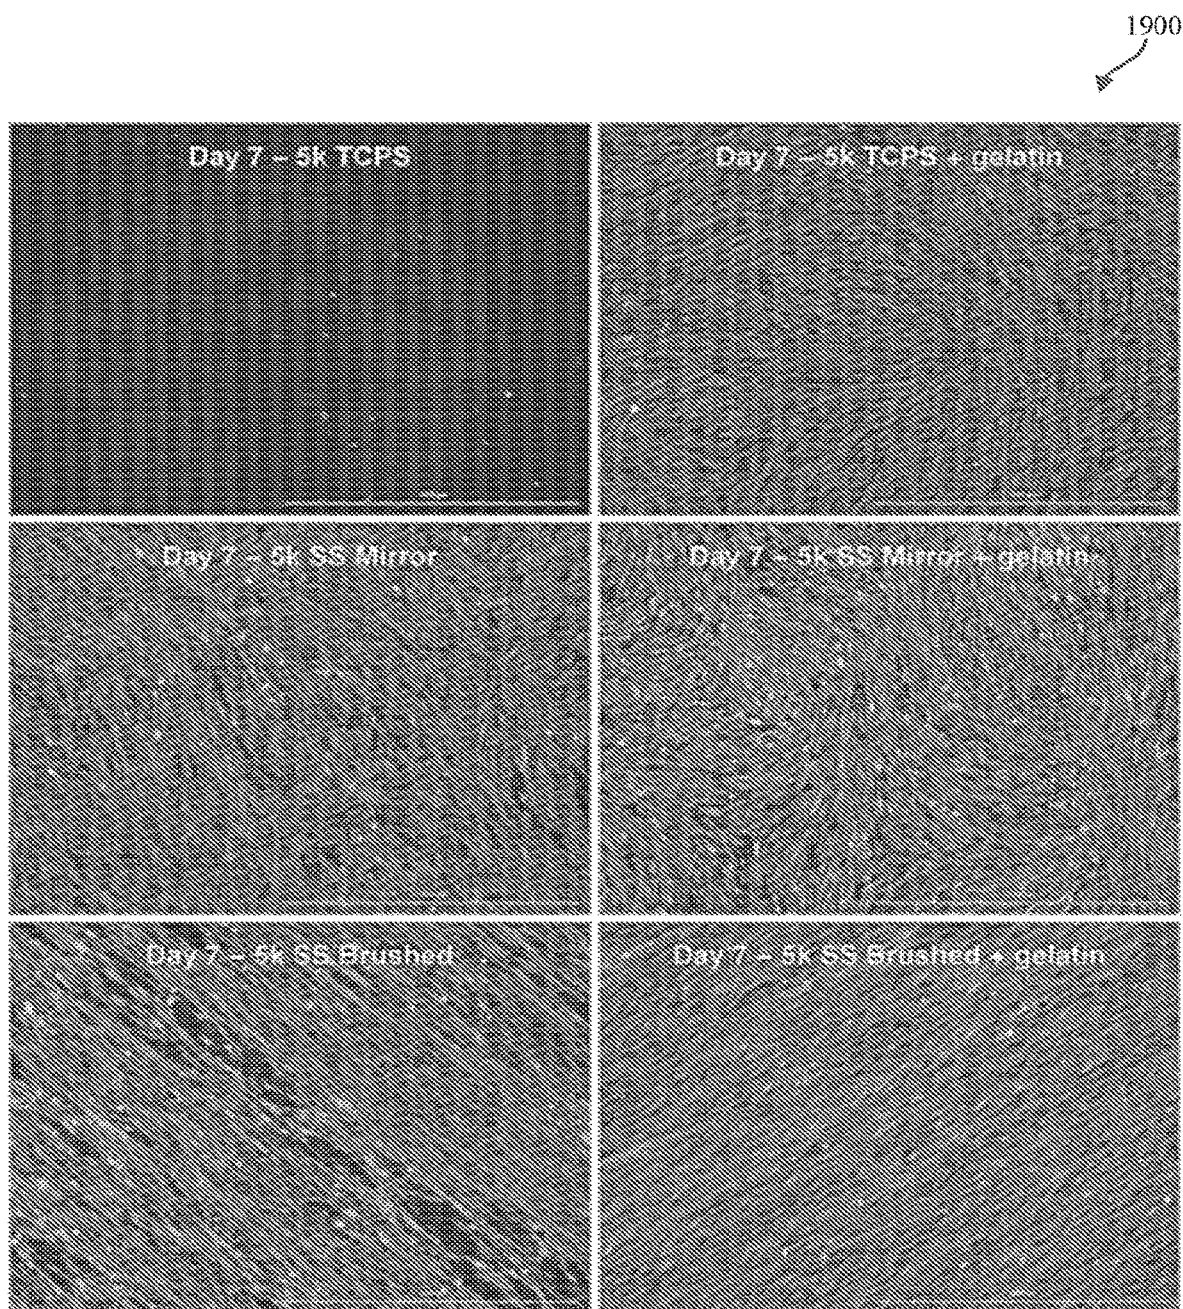 1900
Day 7 – 5k TCPS
Day 7 – 5k TCPS + gelatin
Day 7 – 5k SS Mirror
Day 7 – 5k SS Mirror + gelatin
Day 7 – 5k SS Brushed
Day 7 – 5k SS Brushed + gelatin